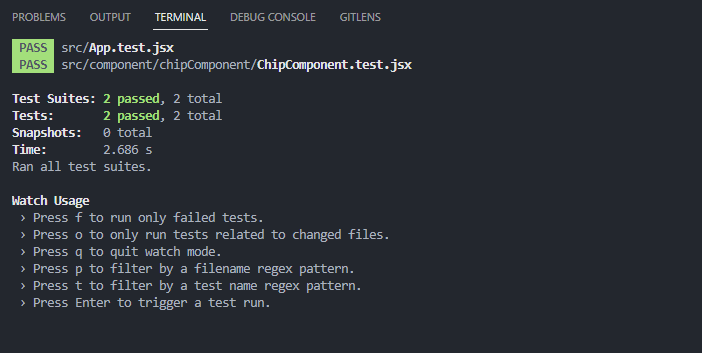 PROBLEMS OUTPUT TERMINAL DEBUG CONSOLE GITLENS
PASS src/App.test.jsx
PASS src/component/chipComponent/ChipComponent.test.jsx
Test Suites: 2 passed, 2 total
Tests: 2 passed, 2 total
Snapshots: 0 total
Time: 2.686 s
Ran all test suites.
Watch Usage
› Press f to run only failed tests.
› Press o to only run tests related to changed files.
› Press q to quit watch mode.
› Press p to filter by a filename regex pattern.
› Press t to filter by a test name regex pattern.
› Press Enter to trigger a test run.